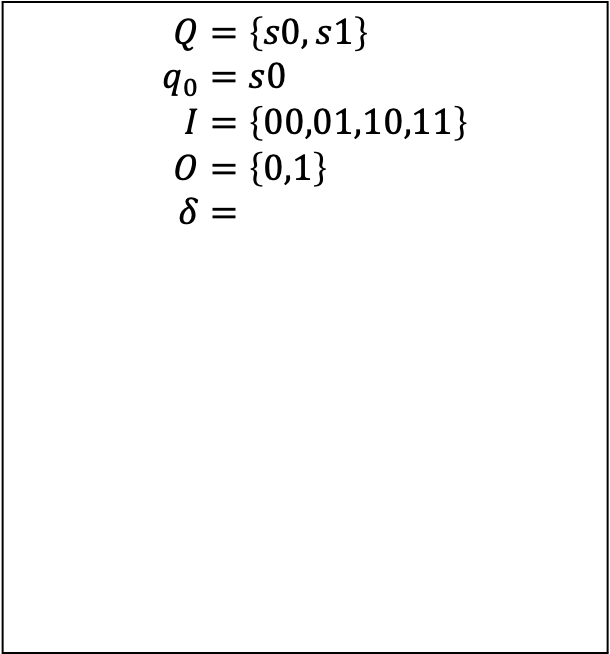 Q = {s0, s1}
q₀ = s0
I = {00,01,10,11}
O = {0,1}
δ =